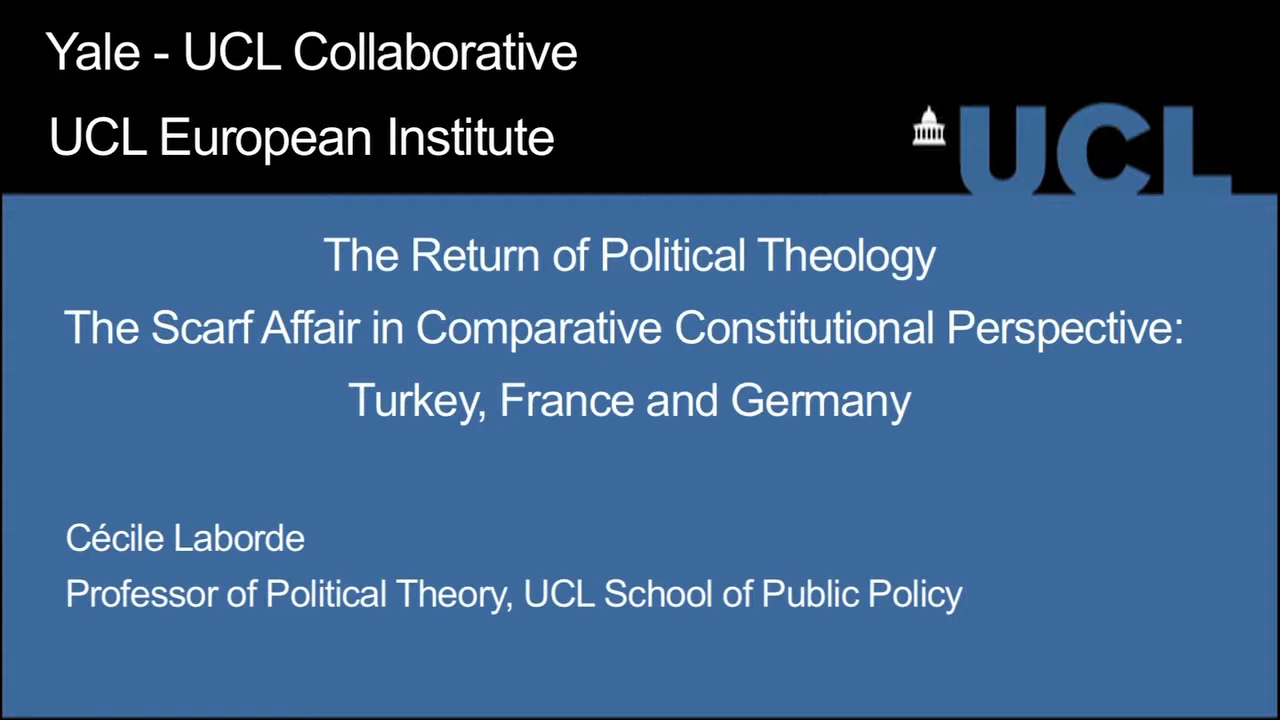 Yale - UCL Collaborative
UCL European Institute
UCL
The Return of Political Theology
The Scarf Affair in Comparative Constitutional Perspective:
Turkey, France and Germany
Cécile Laborde
Professor of Political Theory, UCL School of Public Policy